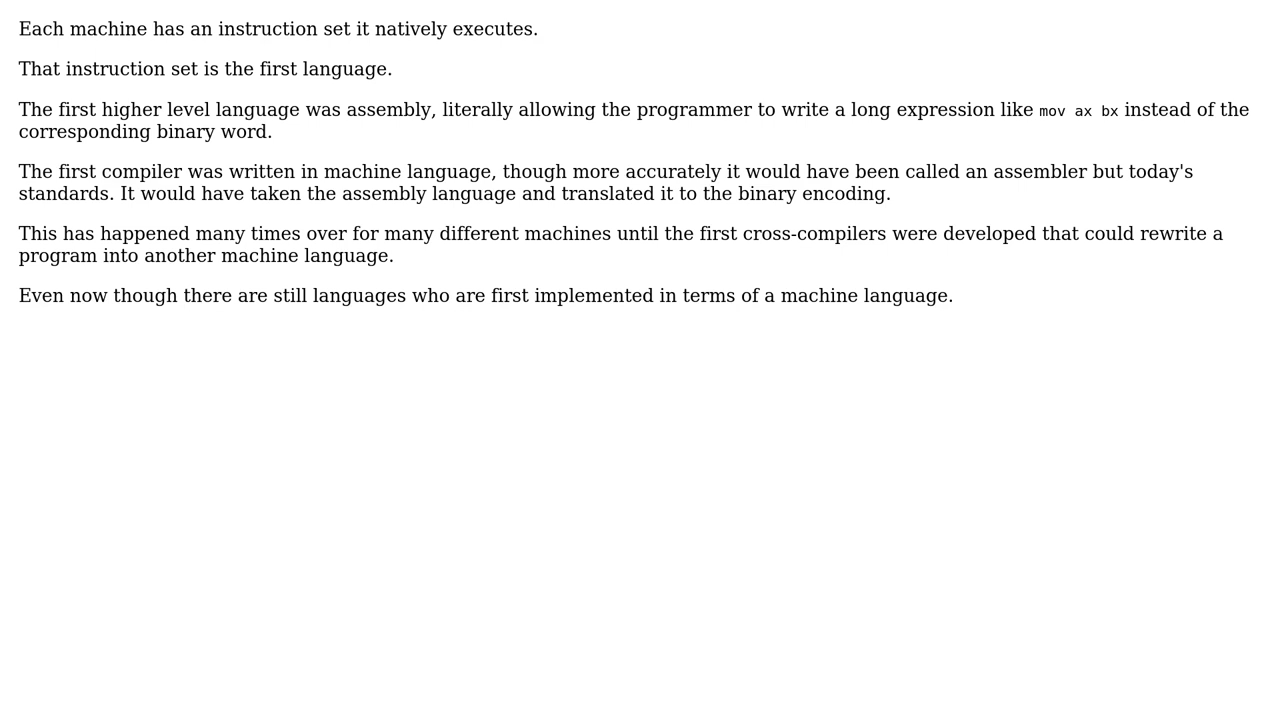 Each machine has an instruction set it natively executes.
That instruction set is the first language.
The first higher level language was assembly, literally allowing the programmer to write a long expression like mov ax bx instead of the
corresponding binary word.
The first compiler was written in machine language, though more accurately it would have been called an assembler but today's
standards. It would have taken the assembly language and translated it to the binary encoding.
This has happened many times over for many different machines until the first cross-compilers were developed that could rewrite a
program into another machine language.
Even now though there are still languages who are first implemented in terms of a machine language.